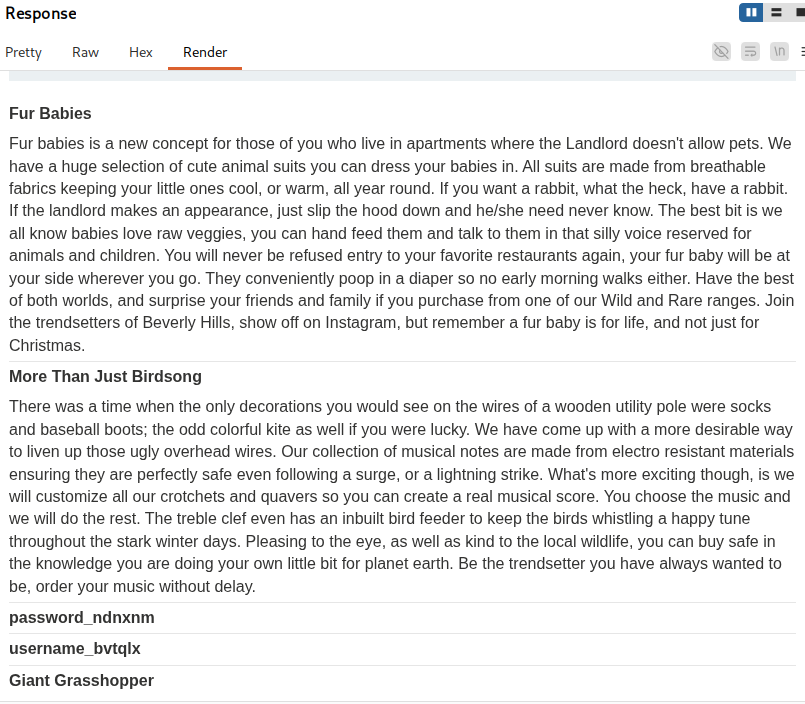 Response
Pretty Raw Hex Render
\n
Fur Babies
Fur babies is a new concept for those of you who live in apartments where the Landlord doesn't allow pets. We
have a huge selection of cute animal suits you can dress your babies in. All suits are made from breathable
fabrics keeping your little ones cool, or warm, all year round. If you want a rabbit, what the heck, have a rabbit.
If the landlord makes an appearance, just slip the hood down and he/she need never know. The best bit is we
all know babies love raw veggies, you can hand feed them and talk to them in that silly voice reserved for
animals and children. You will never be refused entry to your favorite restaurants again, your fur baby will be at
your side wherever you go. They conveniently poop in a diaper so no early morning walks either. Have the best
of both worlds, and surprise your friends and family if you purchase from one of our Wild and Rare ranges. Join
the trendsetters of Beverly Hills, show off on Instagram, but remember a fur baby is for life, and not just for
Christmas.
More Than Just Birdsong
There was a time when the only decorations you would see on the wires of a wooden utility pole were socks
and baseball boots; the odd colorful kite as well if you were lucky. We have come up with a more desirable way
to liven up those ugly overhead wires. Our collection of musical notes are made from electro resistant materials
ensuring they are perfectly safe even following a surge, or a lightning strike. What's more exciting though, is we
will customize all our crotchets and quavers so you can create a real musical score. You choose the music and
we will do the rest. The treble clef even has an inbuilt bird feeder to keep the birds whistling a happy tune
throughout the stark winter days. Pleasing to the eye, as well as kind to the local wildlife, you can buy safe in
the knowledge you are doing your own little bit for planet earth. Be the trendsetter you have always wanted to
be, order your music without delay.
password_ndnxnm
username_bvtqlx
Giant Grasshopper